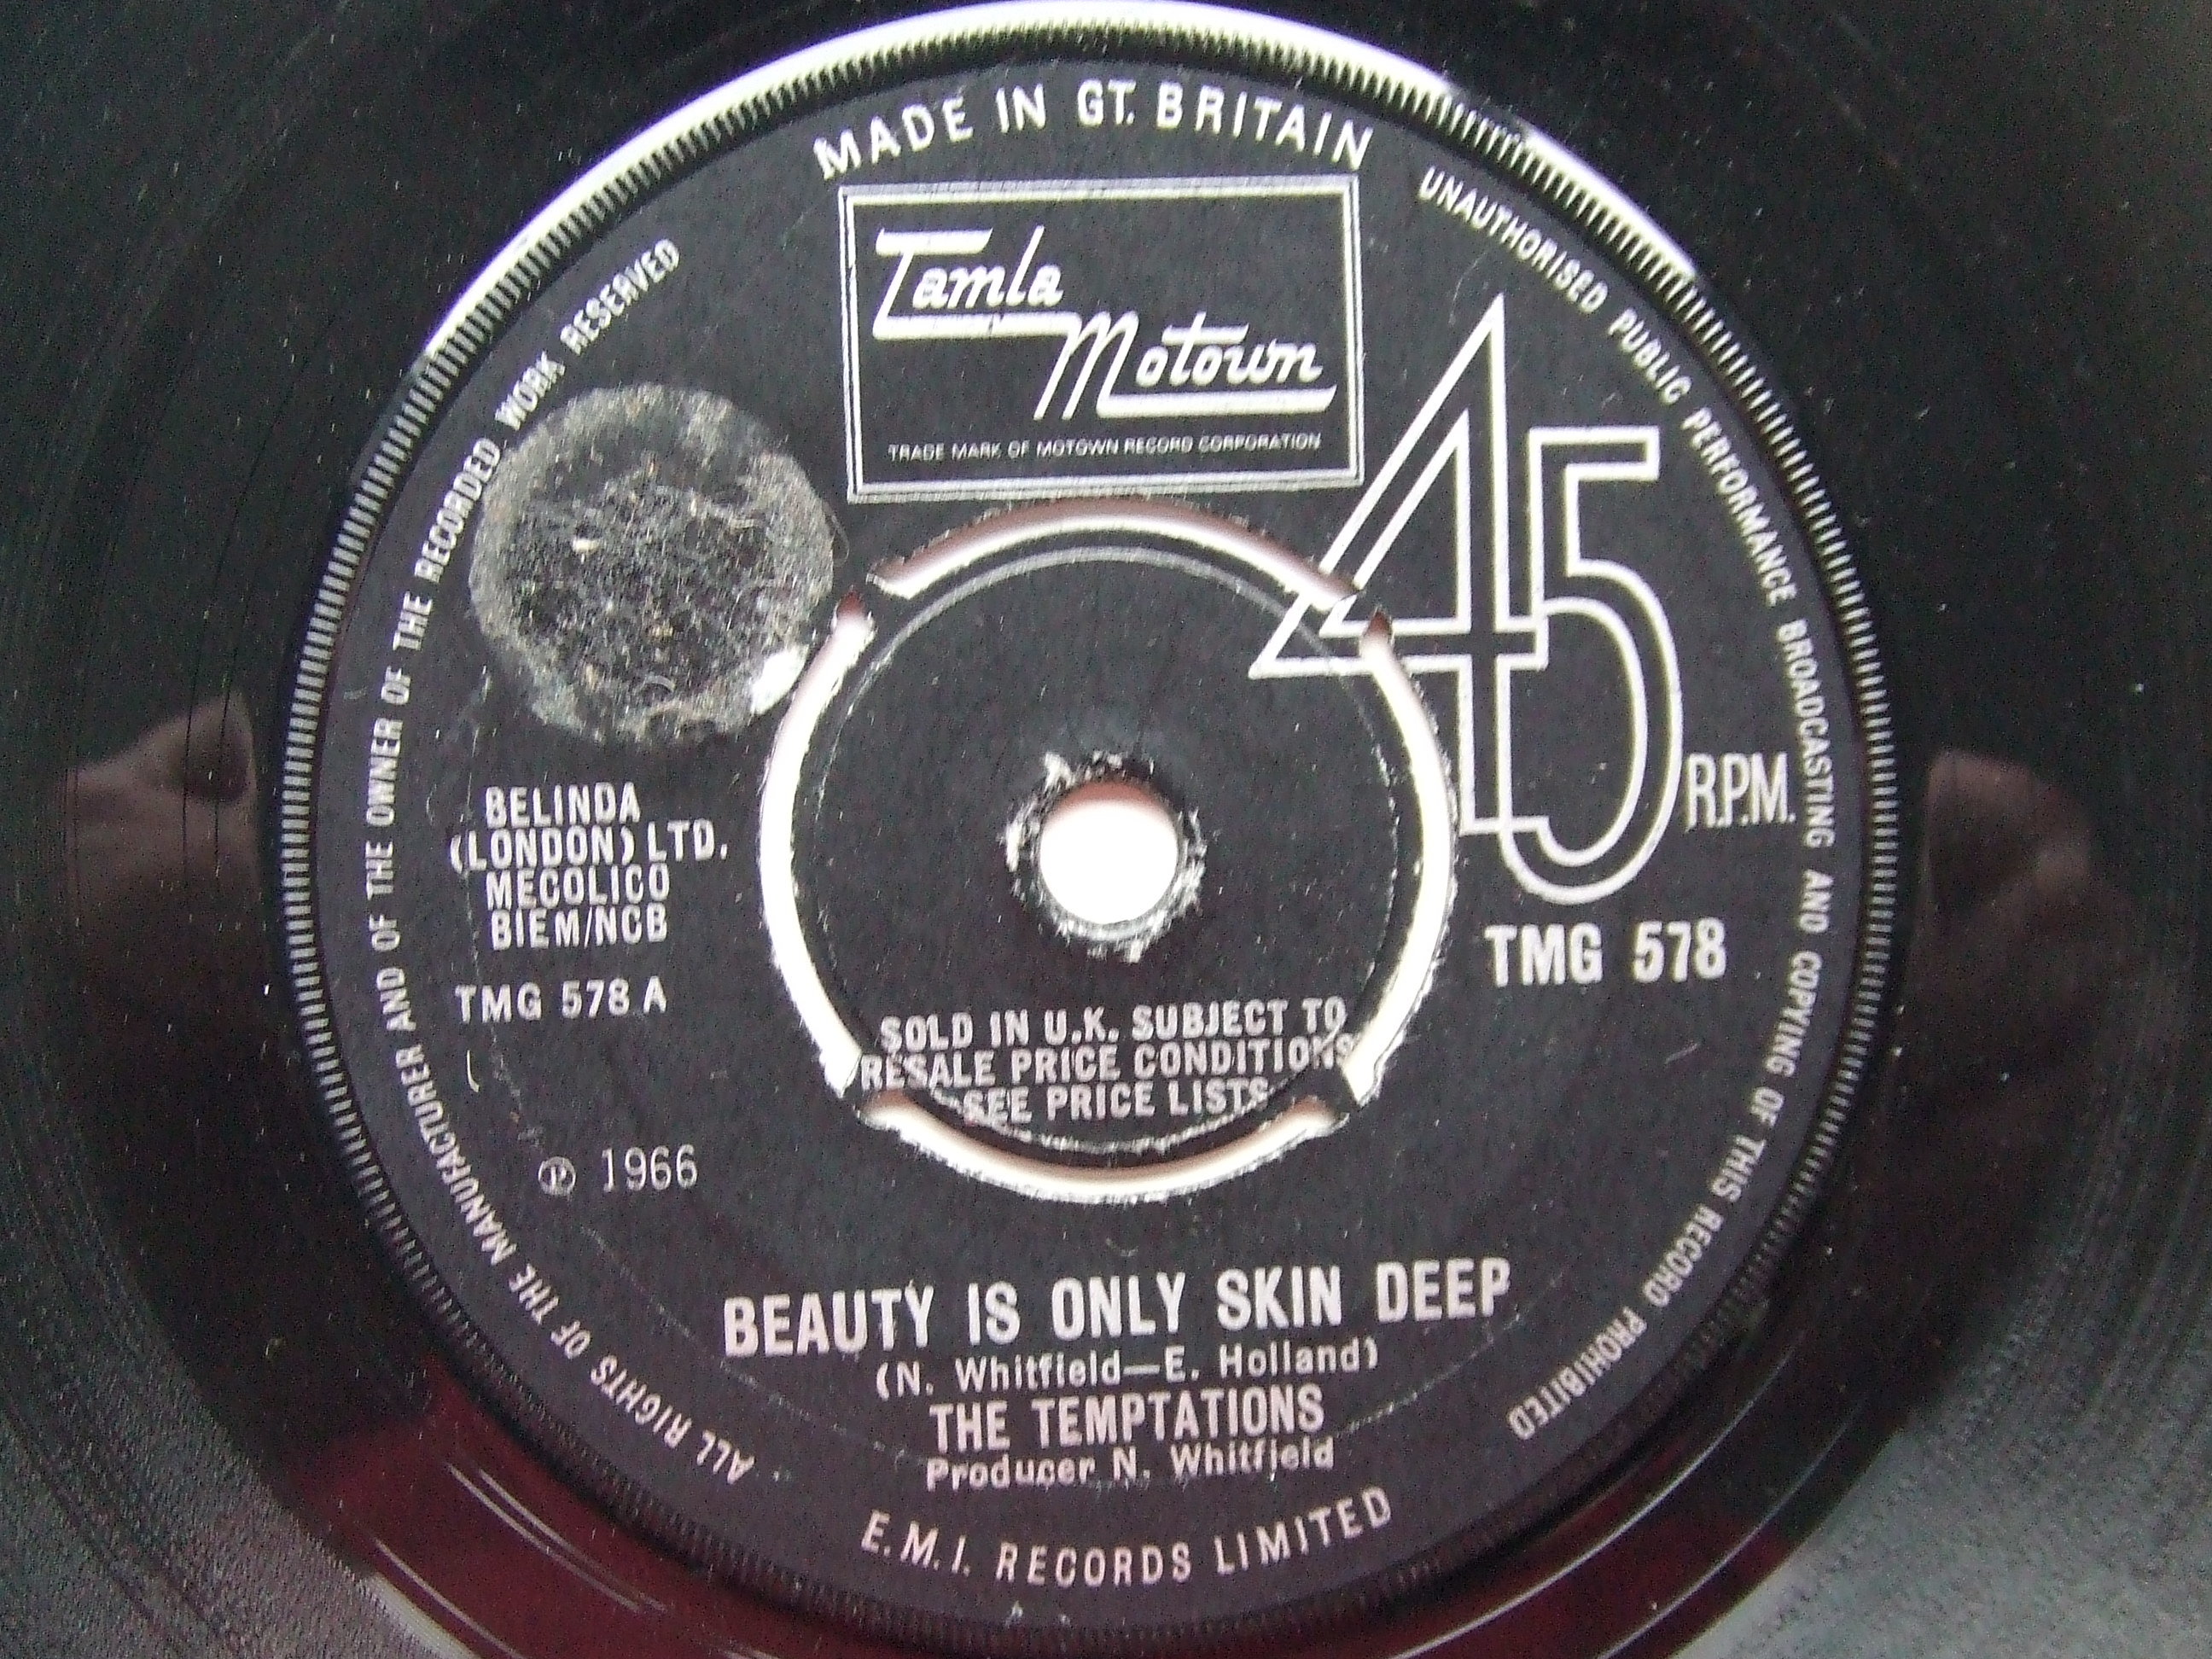 MADE IN GT. BRITAIN
Tamla
Motown
TRADE MARK OF MOTOWN RECORD CORPORATION
UNAUTHORISED PUBLIC PERFORMANCE BROADCASTING AND COPYING OF THIS RECORD PROHIBITED
ALL RIGHTS OF THE MANUFACTURER AND OF THE OWNER OF THE RECORDED WORK RESERVED
45
R.P.M.
BELINDA
(LONDON) LTD.
MECOLICO
BIEM/NCB
TMG 578 A
TMG 578
SOLD IN U.K. SUBJECT TO
RESALE PRICE CONDITIONS
SEE PRICE LISTS
℗ 1966
BEAUTY IS ONLY SKIN DEEP
(N. Whitfield—E. Holland)
THE TEMPTATIONS
Producer N. Whitfield
E.M.I. RECORDS LIMITED